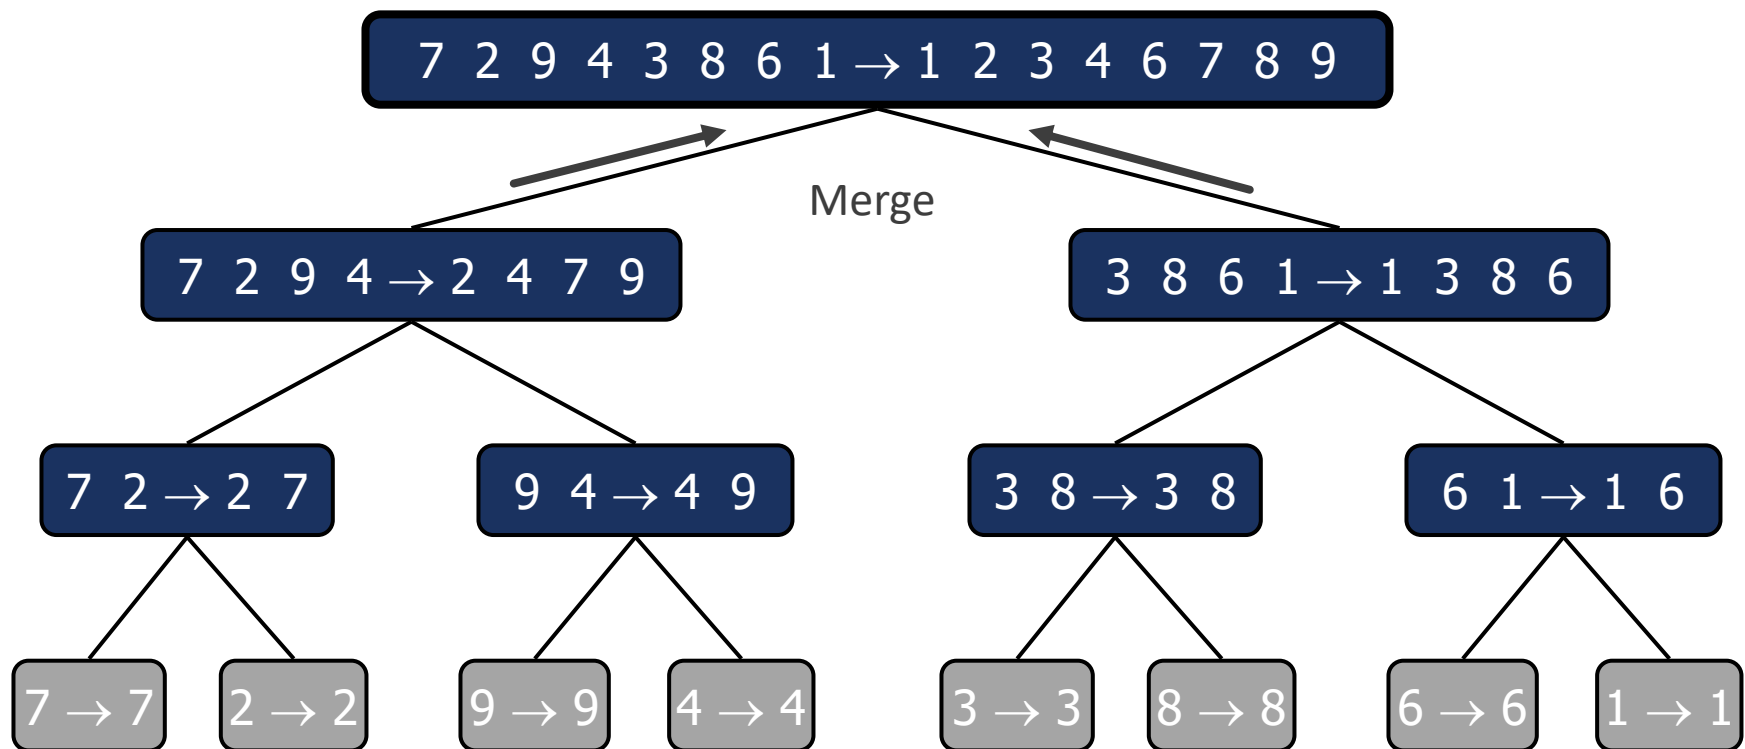 7 2 9 4 3 8 6 1 → 1 2 3 4 6 7 8 9
Merge
7 2 9 4 → 2 4 7 9
3 8 6 1 → 1 3 8 6
7 2 → 2 7
9 4 → 4 9
3 8 → 3 8
6 1 → 1 6
7 → 7
2 → 2
9 → 9
4 → 4
3 → 3
8 → 8
6 → 6
1 → 1